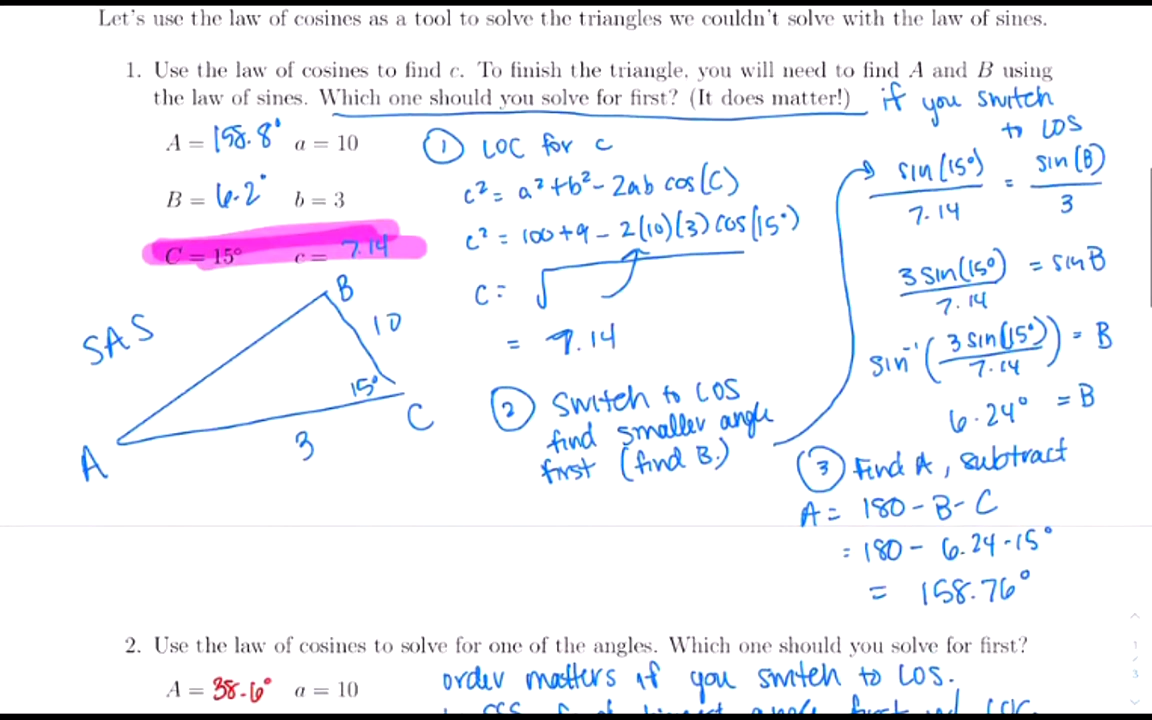 Let's use the law of cosines as a tool to solve the triangles we couldn't solve with the law of sines.
1. Use the law of cosines to find c. To finish the triangle, you will need to find A and B using
the law of sines. Which one should you solve for first? (It does matter!) if you switch
to LOS
A = 158.8° a = 10
B = 6.2° b = 3
C = 15° c = 7.14
SAS
B
10
15°
C
3
A
① LOC for c
c² = a² + b² - 2ab cos(C)
c² = 100 + 9 - 2(10)(3) cos(15°)
c = √
= 7.14
② Switch to LOS
find smaller angle
first (find B.)
sin(15°) / 7.14 = sin(B) / 3
3 sin(15°) / 7.14 = sin B
sin⁻¹(3 sin(15°) / 7.14) = B
6.24° = B
③ Find A, subtract
A = 180 - B - C
= 180 - 6.24 - 15°
= 158.76°
2. Use the law of cosines to solve for one of the angles. Which one should you solve for first?
A = 38.6° a = 10
order matters if you switch to LOS.
1
3